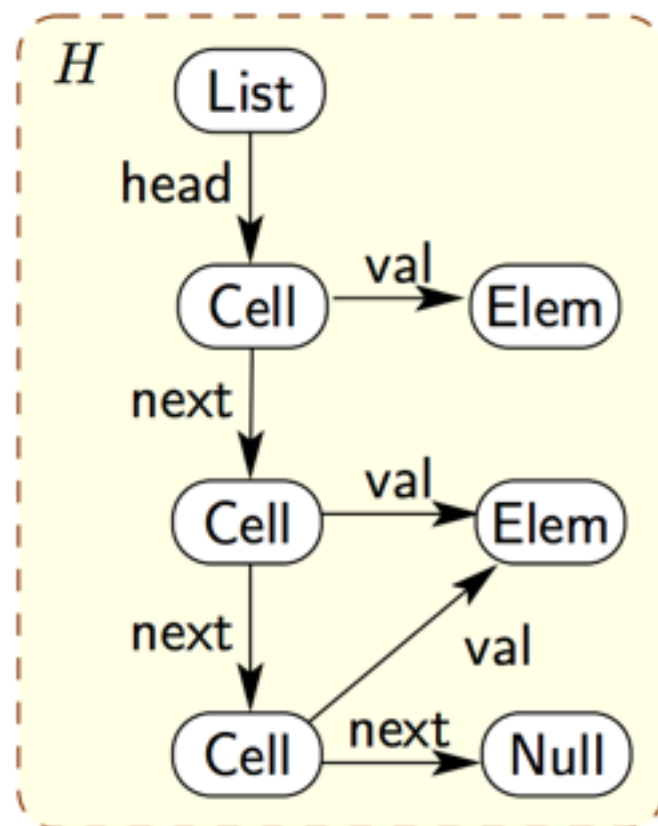 H
List
head
Cell
val
Elem
next
Cell
val
Elem
next
val
Cell
next
Null